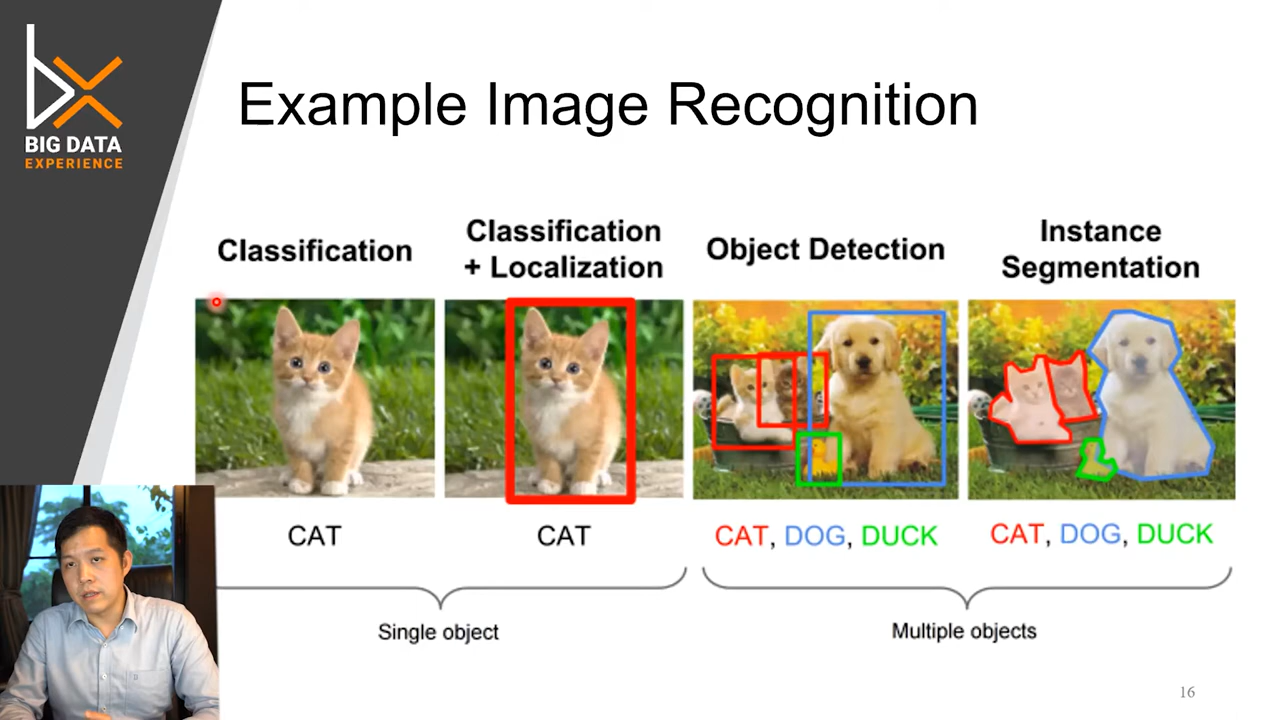 BIG DATA
EXPERIENCE
Example Image Recognition
Classification
Classification
+ Localization
Object Detection
Instance
Segmentation
CAT
CAT
CAT, DOG, DUCK
CAT, DOG, DUCK
Single object
Multiple objects
16